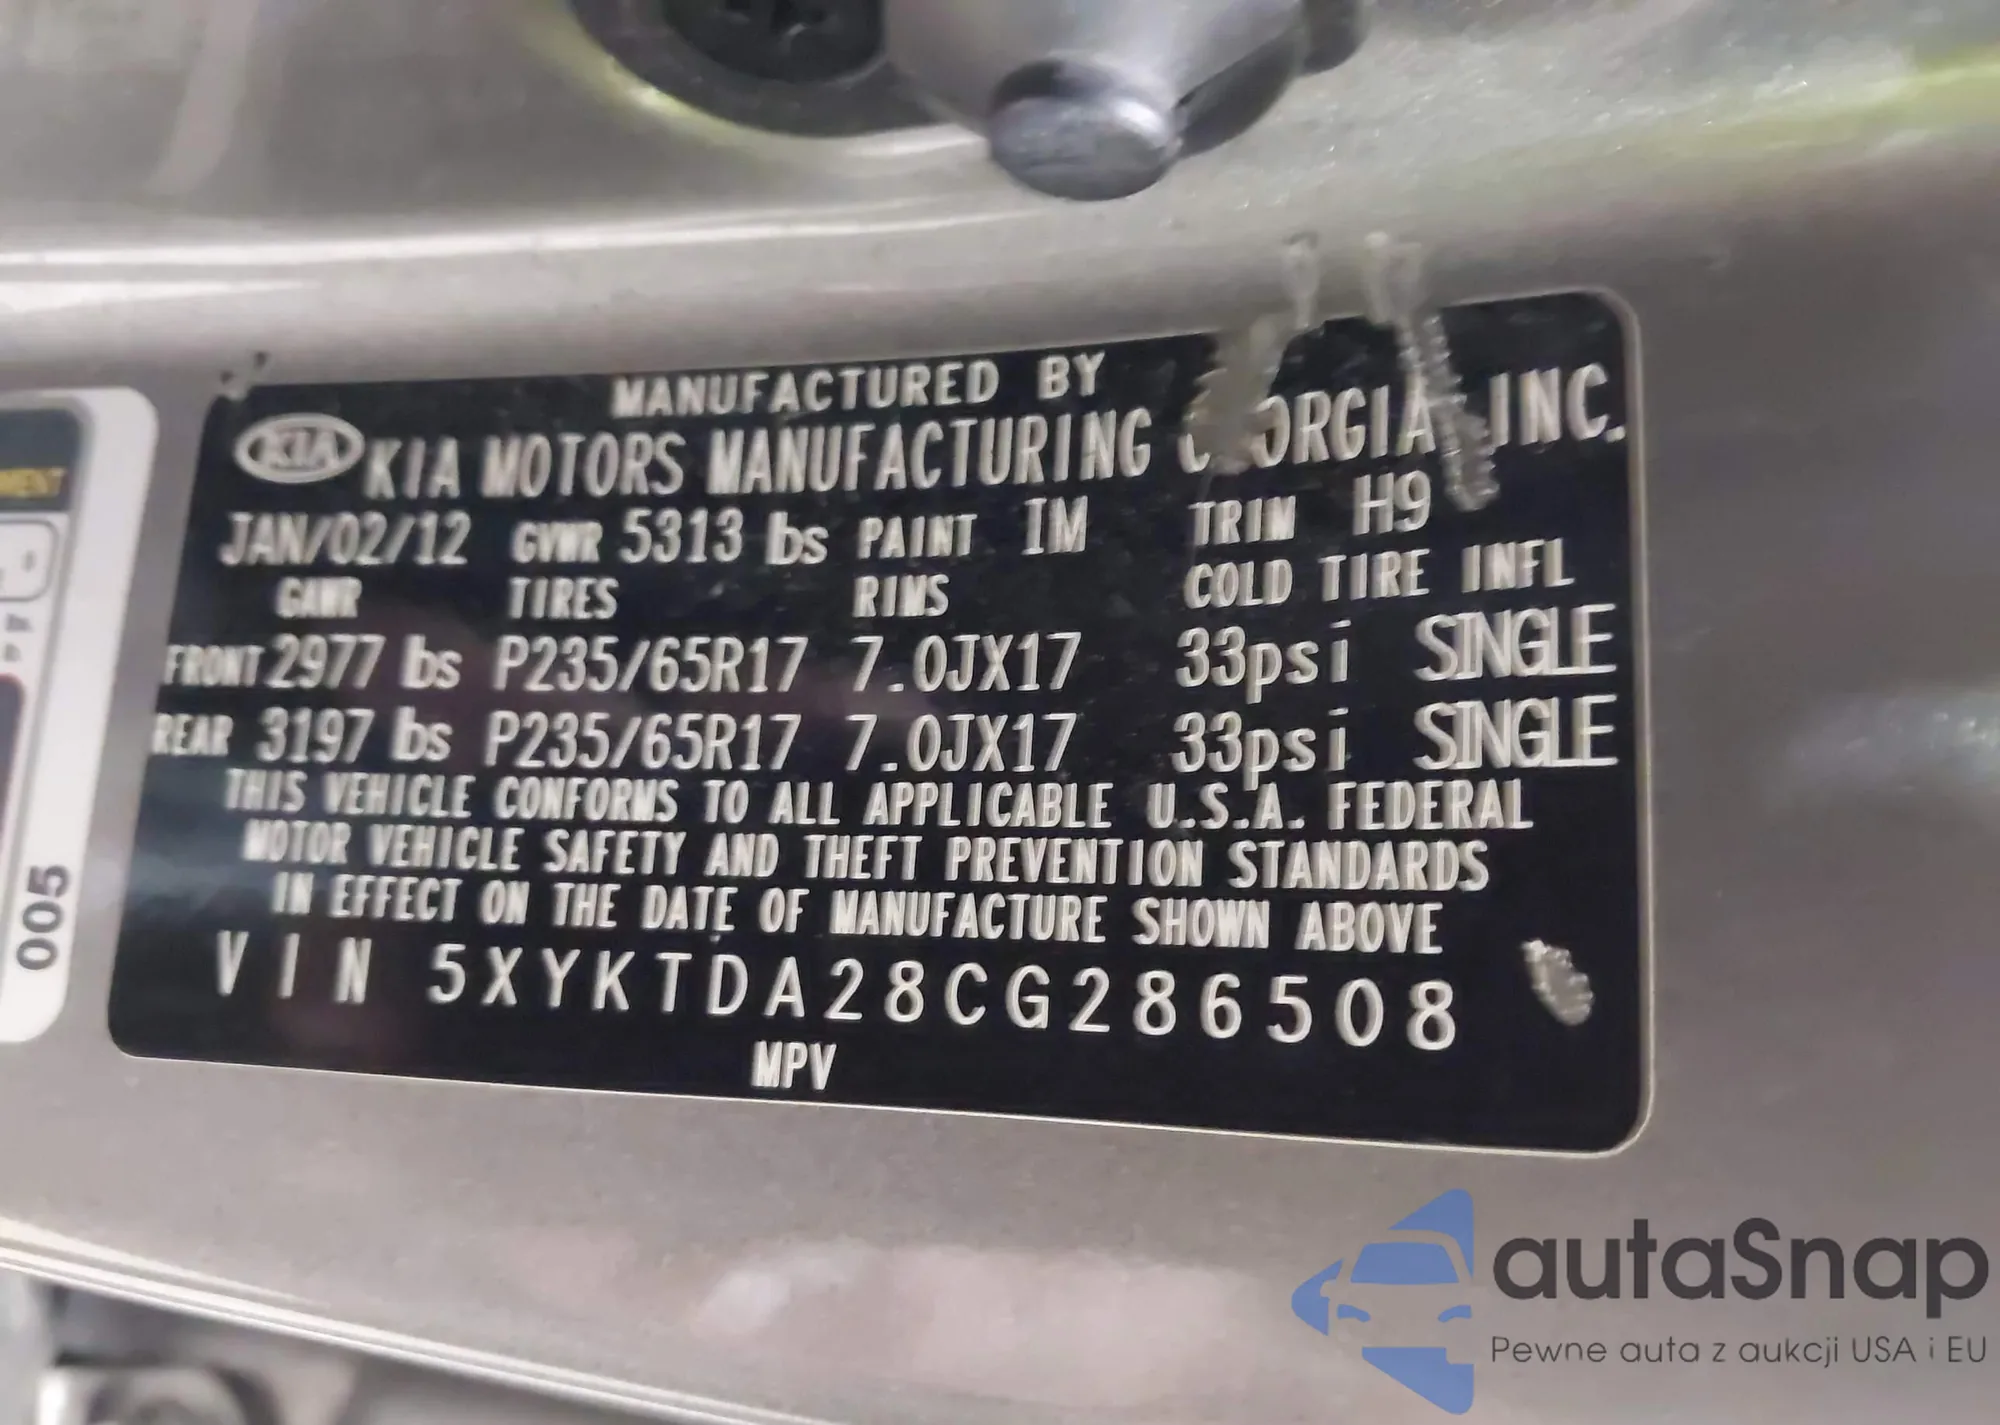 MANUFACTURED BY
KIA KIA MOTORS MANUFACTURING GEORGIA, INC.
JAN/02/12 GVWR 5313 lbs PAINT IM TRIM H9
GAWR TIRES RIMS COLD TIRE INFL
FRONT 2977 lbs P235/65R17 7.0JX17 33psi SINGLE
REAR 3197 lbs P235/65R17 7.0JX17 33psi SINGLE
THIS VEHICLE CONFORMS TO ALL APPLICABLE U.S.A. FEDERAL
MOTOR VEHICLE SAFETY AND THEFT PREVENTION STANDARDS
IN EFFECT ON THE DATE OF MANUFACTURE SHOWN ABOVE
VIN 5XYKTDA28CG286508
MPV
005
autaSnap
Pewne auta z aukcji USA i EU